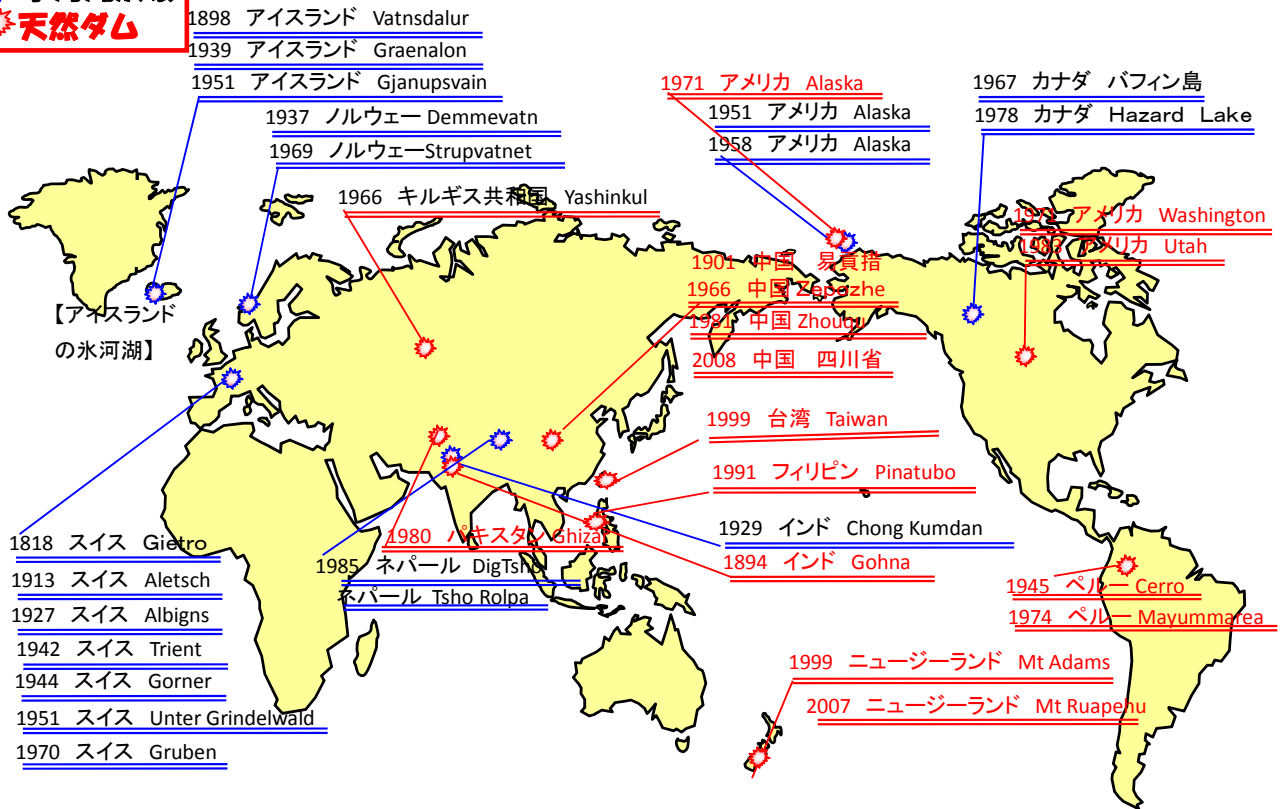 天然ダム
1898 アイスランド Vatnsdalur
1939 アイスランド Graenalon
1951 アイスランド Gjanupsvain
1937 ノルウェー Demmevatn
1969 ノルウェーStrupvatnet
1966 キルギス共和国 Yashinkul
1971 アメリカ Alaska
1951 アメリカ Alaska
1958 アメリカ Alaska
1967 カナダ バフィン島
1978 カナダ Hazard Lake
アメリカ Washington
1983 アメリカ Utah
1901 中国 易貢措
1966 中国
1981 中国 Zhouqu
2008 中国 四川省
【アイスランド
の氷河湖】
1999 台湾 Taiwan
1991 フィリピン Pinatubo
1929 インド Chong Kumdan
1894 インド Gohna
1980 パキスタン Ghizar
1985 ネパール DigTsho
ネパール Tsho Rolpa
1818 スイス Gietro
1913 スイス Aletsch
1927 スイス Albigns
1942 スイス Trient
1944 スイス Gorner
1951 スイス Unter Grindelwald
1970 スイス Gruben
1945 ペルー Cerro
1974 ペルー Mayummarea
1999 ニュージーランド Mt Adams
2007 ニュージーランド Mt Ruapehu